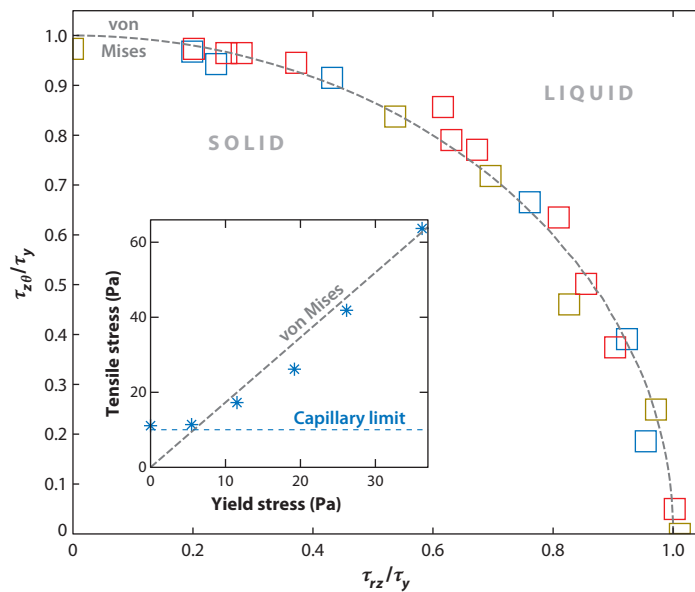 1.0
0.9
0.8
0.7
0.6
0.5
0.4
0.3
0.2
0.1
0
τzθ/τy
von
Mises
SOLID
LIQUID
60
40
20
0
Tensile stress (Pa)
von Mises
Capillary limit
0 10 20 30
Yield stress (Pa)
0 0.2 0.4 0.6 0.8 1.0
τrz/τy